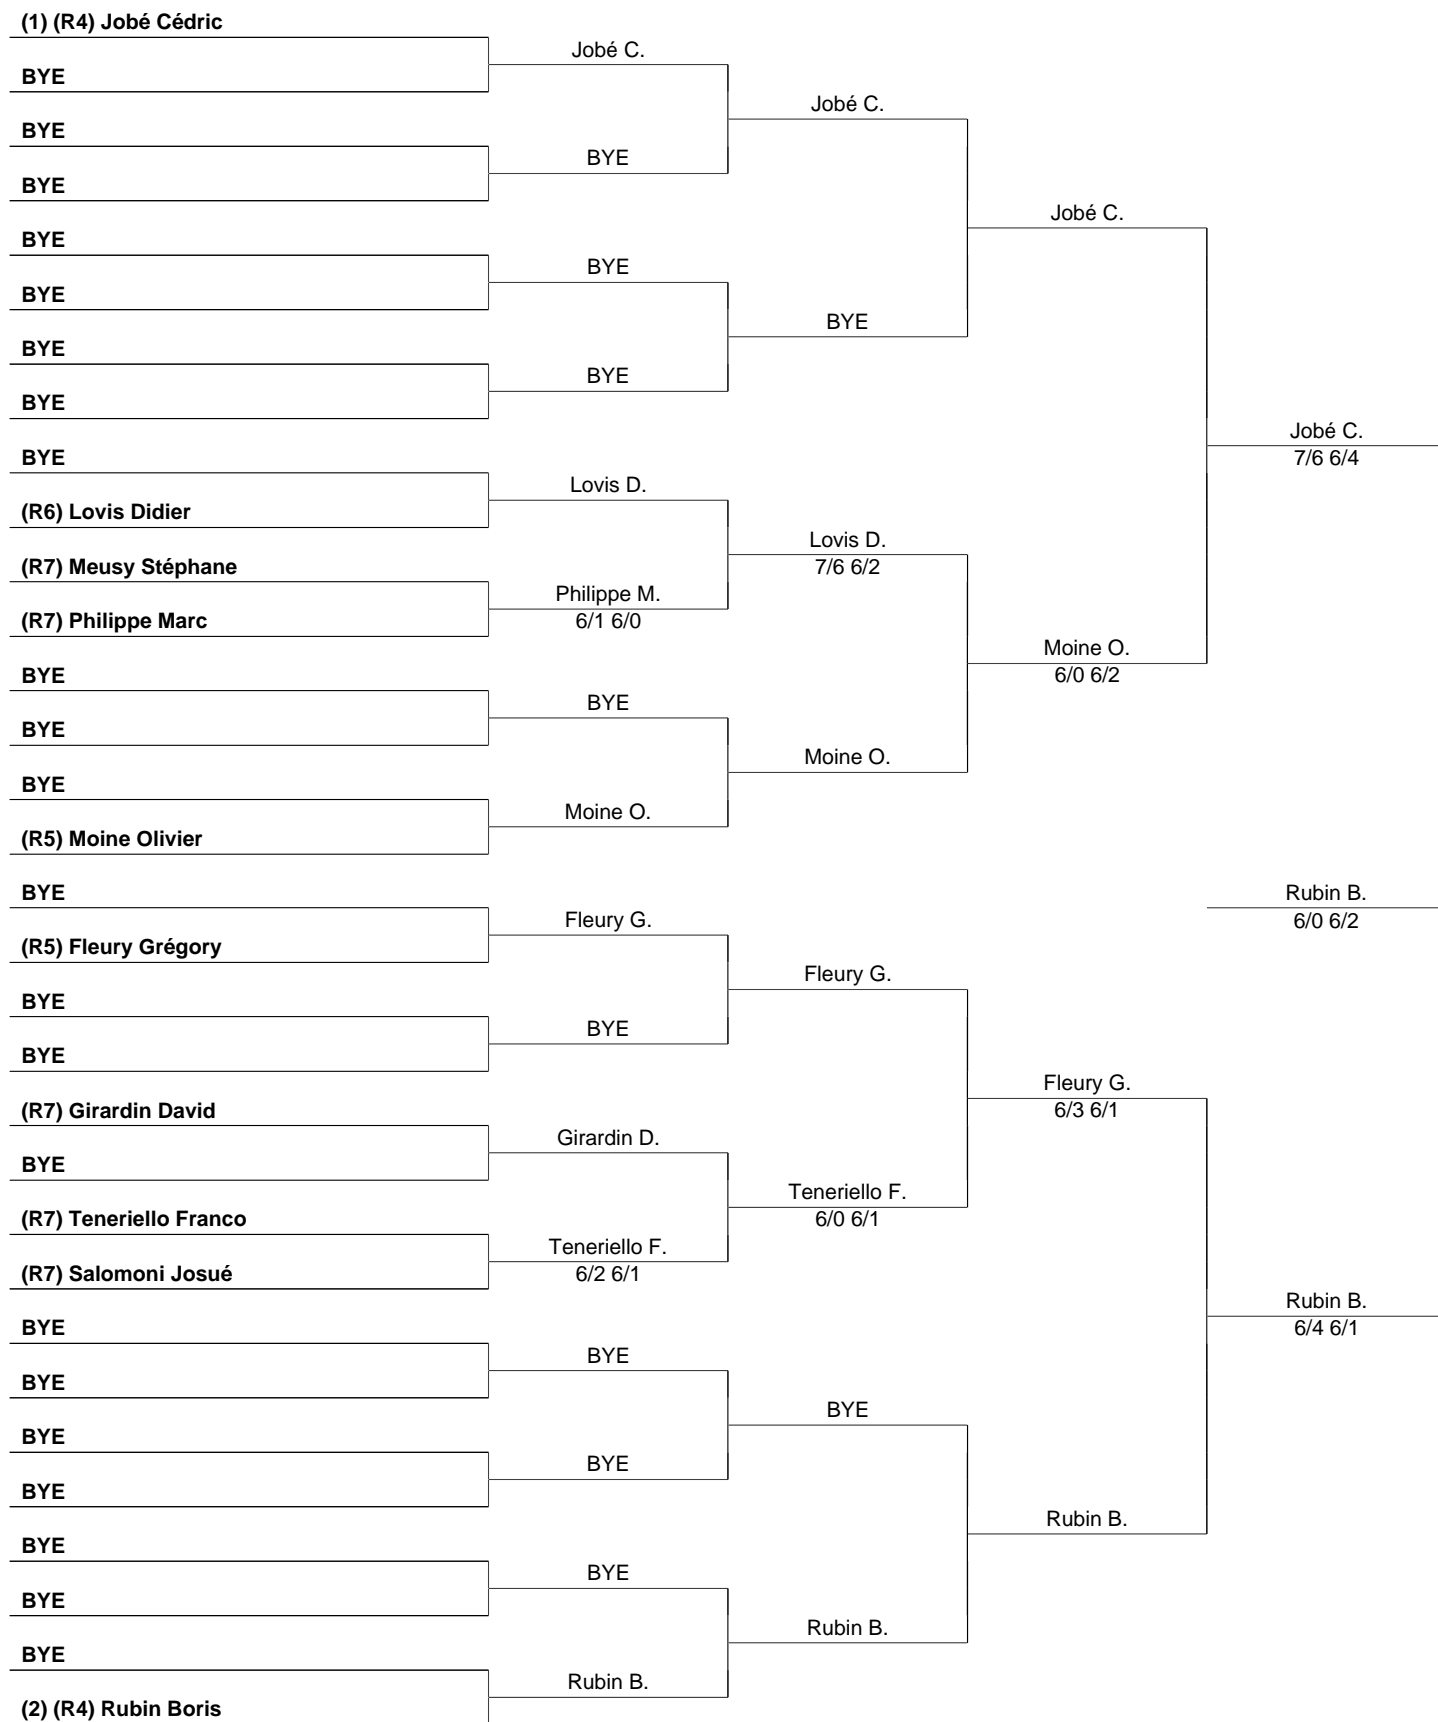 (1) (R4) Jobé Cédric
BYE
BYE
BYE
BYE
BYE
BYE
BYE
BYE
(R6) Lovis Didier
(R7) Meusy Stéphane
(R7) Philippe Marc
BYE
BYE
BYE
(R5) Moine Olivier
BYE
(R5) Fleury Grégory
BYE
BYE
(R7) Girardin David
BYE
(R7) Teneriello Franco
(R7) Salomoni Josué
BYE
BYE
BYE
BYE
BYE
BYE
BYE
(2) (R4) Rubin Boris
Jobé C.
BYE
BYE
BYE
Lovis D.
Philippe M.
6/1 6/0
BYE
Moine O.
Fleury G.
BYE
Girardin D.
Teneriello F.
6/2 6/1
BYE
BYE
BYE
Rubin B.
Jobé C.
BYE
Lovis D.
7/6 6/2
Moine O.
Fleury G.
Teneriello F.
6/0 6/1
BYE
Rubin B.
Jobé C.
Moine O.
6/0 6/2
Fleury G.
6/3 6/1
Rubin B.
Jobé C.
7/6 6/4
Rubin B.
6/0 6/2
Rubin B.
6/4 6/1